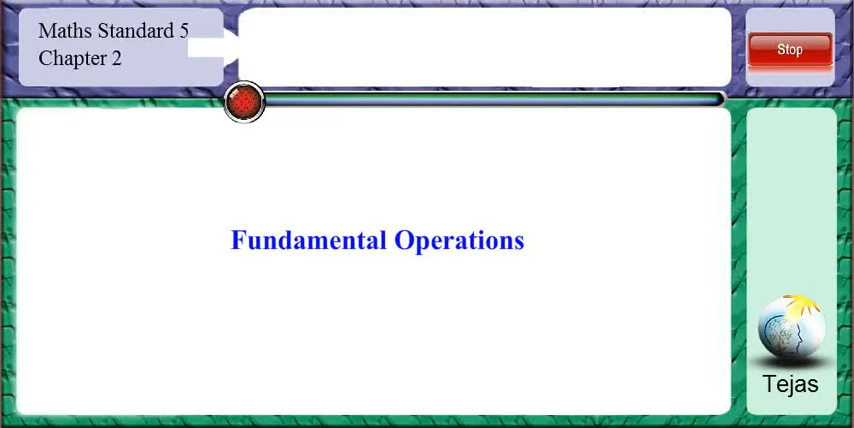 Maths Standard 5
Chapter 2
Stop
Fundamental Operations
Tejas